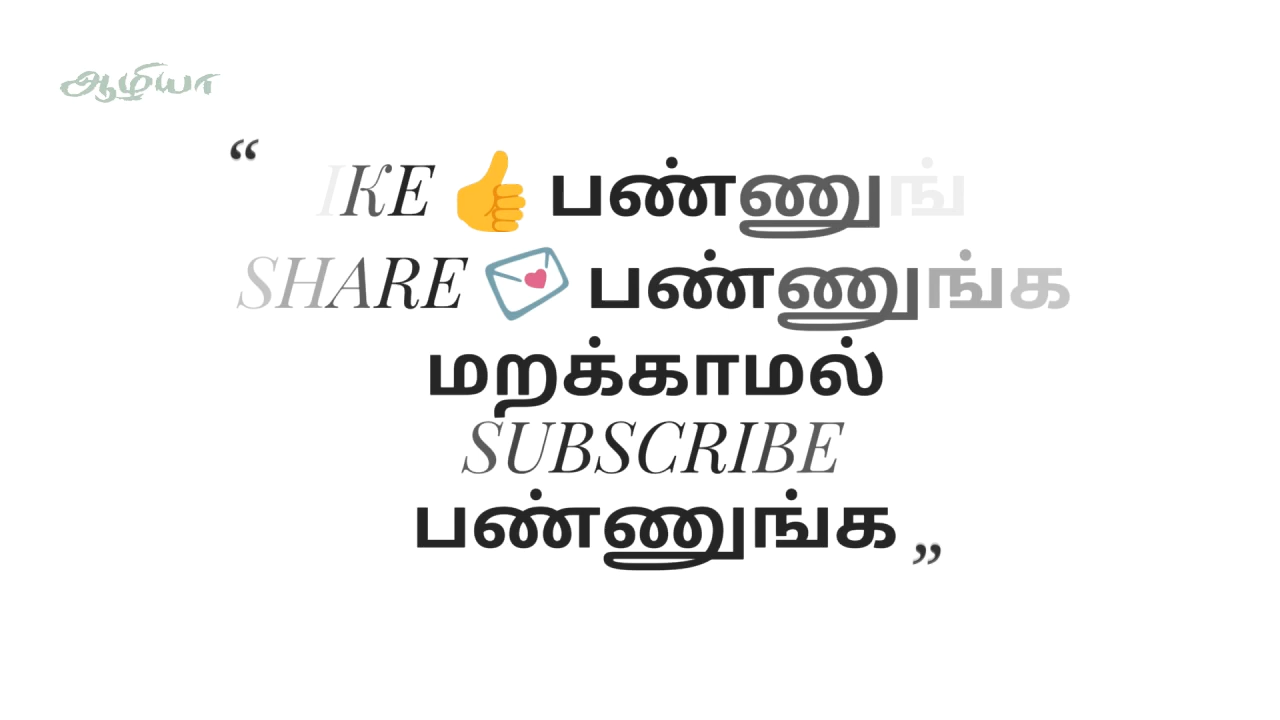 ஆழியா
“
IKE 👍 பண்ணுங்
SHARE 💌 பண்ணுங்க
மறக்காமல்
SUBSCRIBE
பண்ணுங்க ”